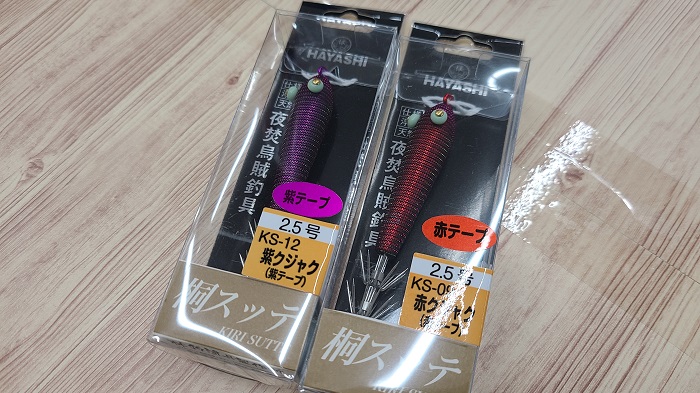 HAYASHI
夜焚烏賊釣具
紫テープ
2.5号
KS-12
紫クジャク
(紫テープ)
桐スッテ
KIRI SUTT
HAYASHI
夜焚烏賊釣具
赤テープ
2.5号
赤クジャク
桐スッテ
KIRI